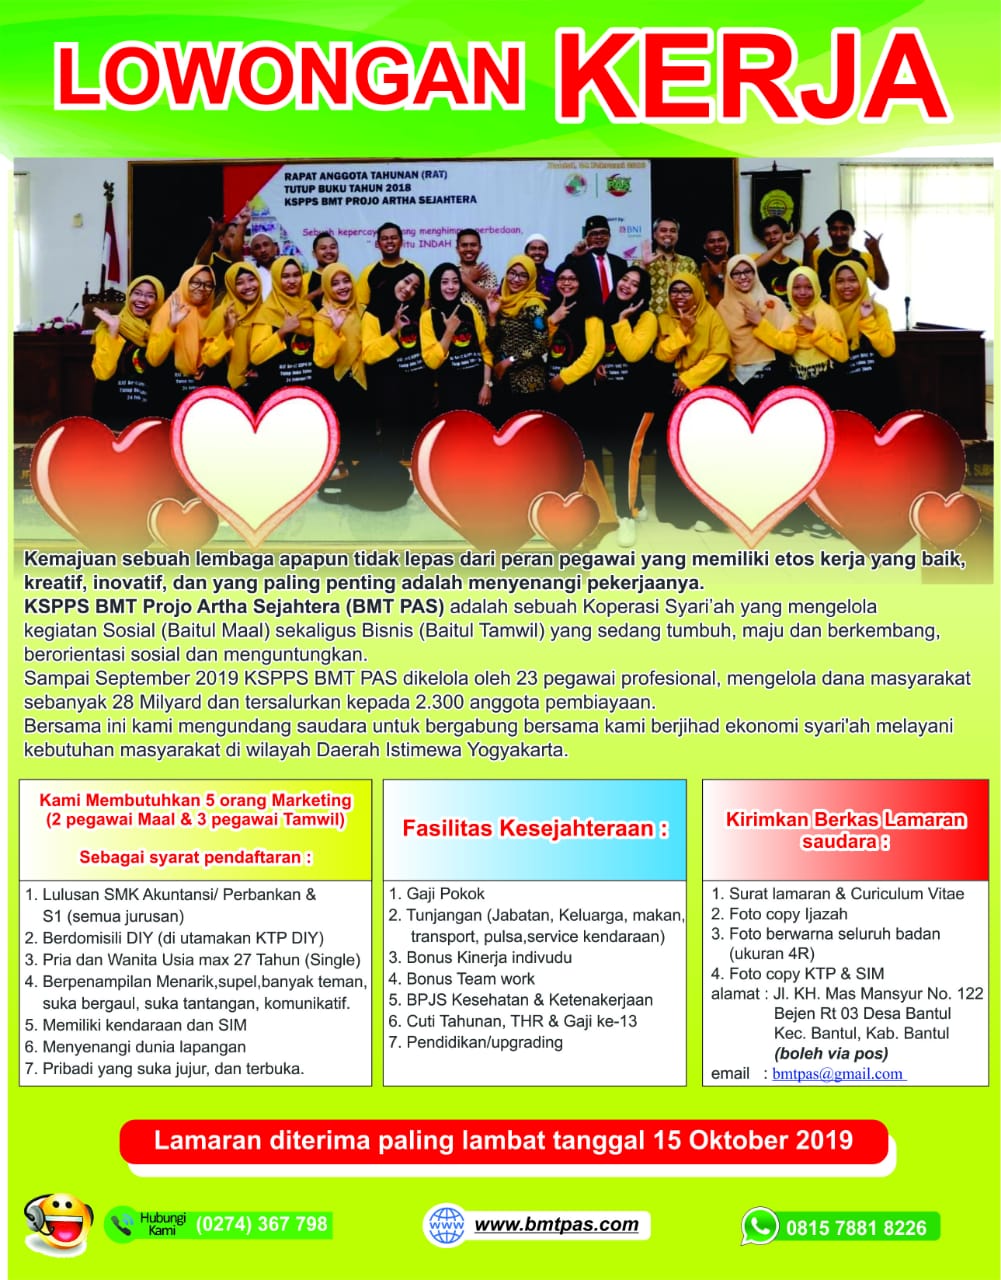 LOWONGAN KERJA
RAPAT ANGGOTA TAHUNAN (RAT)
TUTUP BUKU TAHUN 2018
KSPPS BMT PROJO ARTHA SEJAHTERA
Sebuah
perbedaan,
INDAH
BNI
Kemajuan sebuah lembaga apapun tidak lepas dari peran pegawai yang memiliki etos kerja yang baik,
kreatif, inovatif, dan yang paling penting adalah menyenangi pekerjaanya.
KSPPS BMT Projo Artha Sejahtera (BMT PAS) adalah sebuah Koperasi Syari'ah yang mengelola
kegiatan Sosial (Baitul Maal) sekaligus Bisnis (Baitul Tamwil) yang sedang tumbuh, maju dan berkembang,
berorientasi sosial dan menguntungkan.
Sampai September 2019 KSPPS BMT PAS dikelola oleh 23 pegawai profesional, mengelola dana masyarakat
sebanyak 28 Milyard dan tersalurkan kepada 2.300 anggota pembiayaan.
Bersama ini kami mengundang saudara untuk bergabung bersama kami berjihad ekonomi syari'ah melayani
kebutuhan masyarakat di wilayah Daerah Istimewa Yogyakarta.
Kami Membutuhkan 5 orang Marketing
(2 pegawai Maal & 3 pegawai Tamwil)
Sebagai syarat pendaftaran :
1. Lulusan SMK Akuntansi/ Perbankan &
S1 (semua jurusan)
2. Berdomisili DIY (di utamakan KTP DIY)
3. Pria dan Wanita Usia max 27 Tahun (Single)
4. Berpenampilan Menarik,supel,banyak teman,
suka bergaul, suka tantangan, komunikatif.
5. Memiliki kendaraan dan SIM
6. Menyenangi dunia lapangan
7. Pribadi yang suka jujur, dan terbuka.
Fasilitas Kesejahteraan :
1. Gaji Pokok
2. Tunjangan (Jabatan, Keluarga, makan,
transport, pulsa,service kendaraan)
3. Bonus Kinerja indivudu
4. Bonus Team work
5. BPJS Kesehatan & Ketenakerjaan
6. Cuti Tahunan, THR & Gaji ke-13
7. Pendidikan/upgrading
Kirimkan Berkas Lamaran
saudara :
1. Surat lamaran & Curiculum Vitae
2. Foto copy Ijazah
3. Foto berwarna seluruh badan
(ukuran 4R)
4. Foto copy KTP & SIM
alamat : Jl. KH. Mas Mansyur No. 122
Bejen Rt 03 Desa Bantul
Kec. Bantul, Kab. Bantul
(boleh via pos)
email : bmtpas@gmail.com
Lamaran diterima paling lambat tanggal 15 Oktober 2019
Hubungi
Kami
(0274) 367 798
www.bmtpas.com
0815 7881 8226